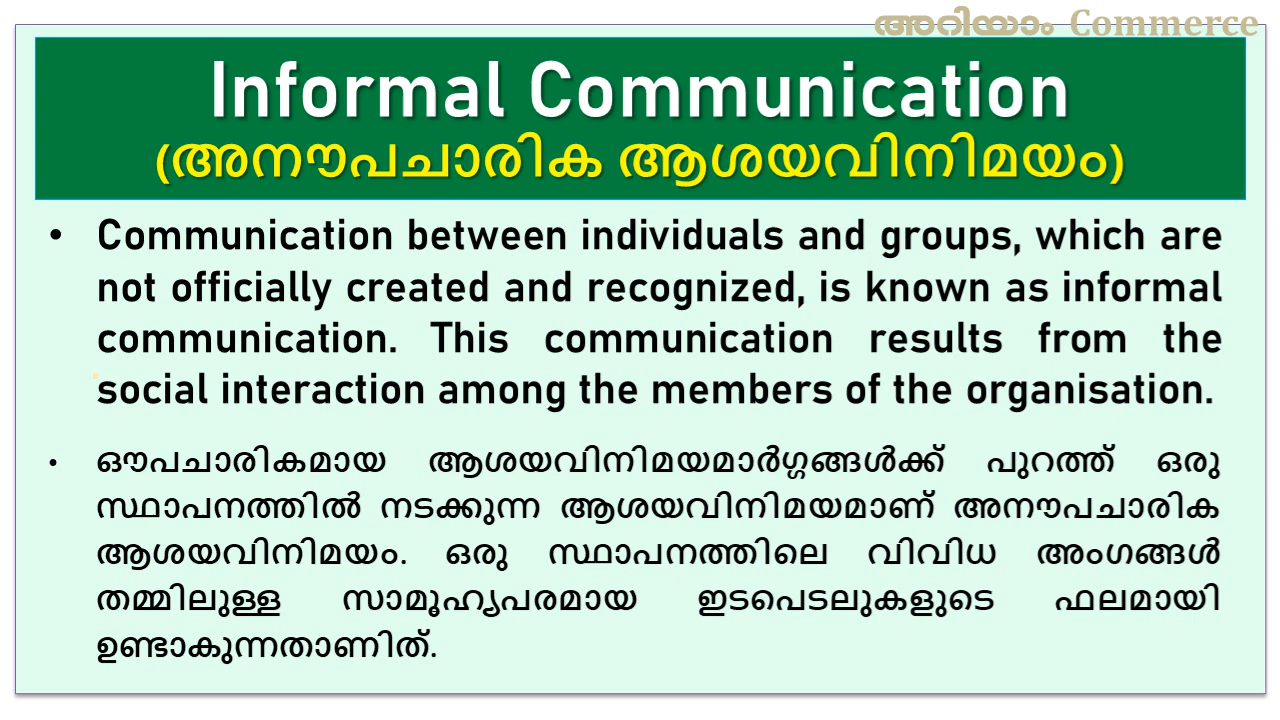 അറിയാം Commerce
Informal Communication
(അനൗപചാരിക ആശയവിനിമയം)
• Communication between individuals and groups, which are
not officially created and recognized, is known as informal
communication. This communication results from the
social interaction among the members of the organisation.
• ഔപചാരികമായ ആശയവിനിമയമാർഗ്ഗങ്ങൾക്ക് പുറത്ത് ഒരു
സ്ഥാപനത്തിൽ നടക്കുന്ന ആശയവിനിമയമാണ് അനൗപചാരിക
ആശയവിനിമയം. ഒരു സ്ഥാപനത്തിലെ വിവിധ അംഗങ്ങൾ
തമ്മിലുള്ള സാമൂഹ്യപരമായ ഇടപെടലുകളുടെ ഫലമായി
ഉണ്ടാകുന്നതാണിത്.